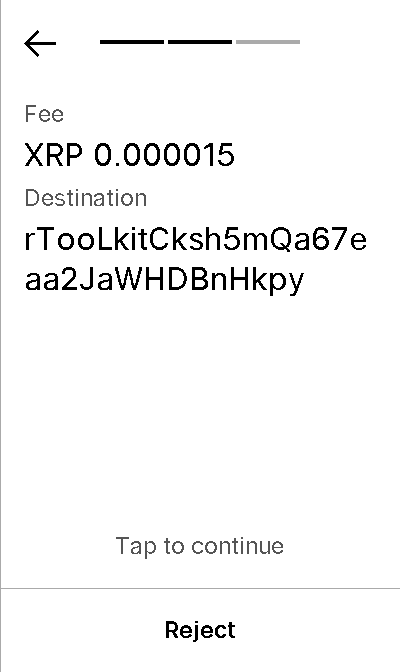 Fee
XRP 0.000015
Destination
rTooLkitCksh5mQa67e
aa2JaWHDBnHkpy
Tap to continue
Reject